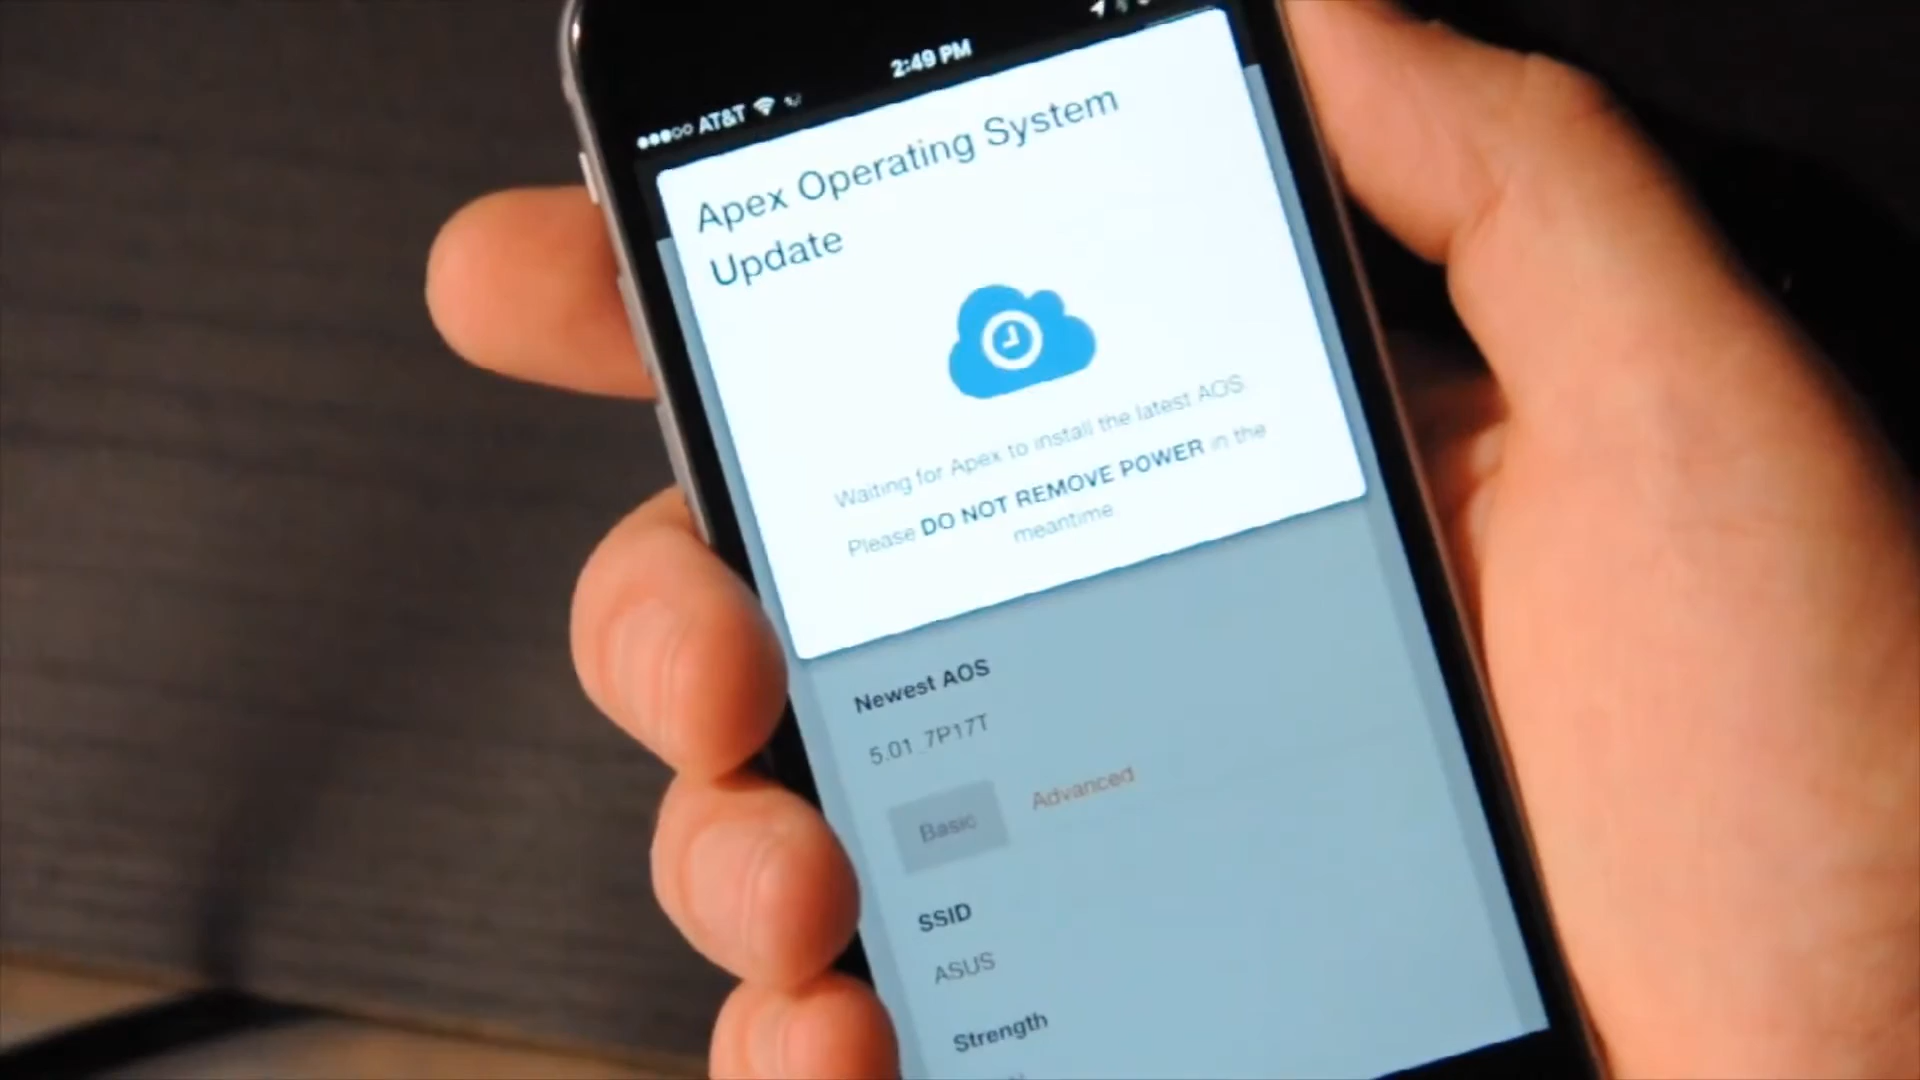 AT&T
2:49 PM
Apex Operating System
Update
Waiting for Apex to install the latest AOS
Please DO NOT REMOVE POWER in the
meantime
Newest AOS
5.01_7P17T
Basic
Advanced
SSID
ASUS
Strength